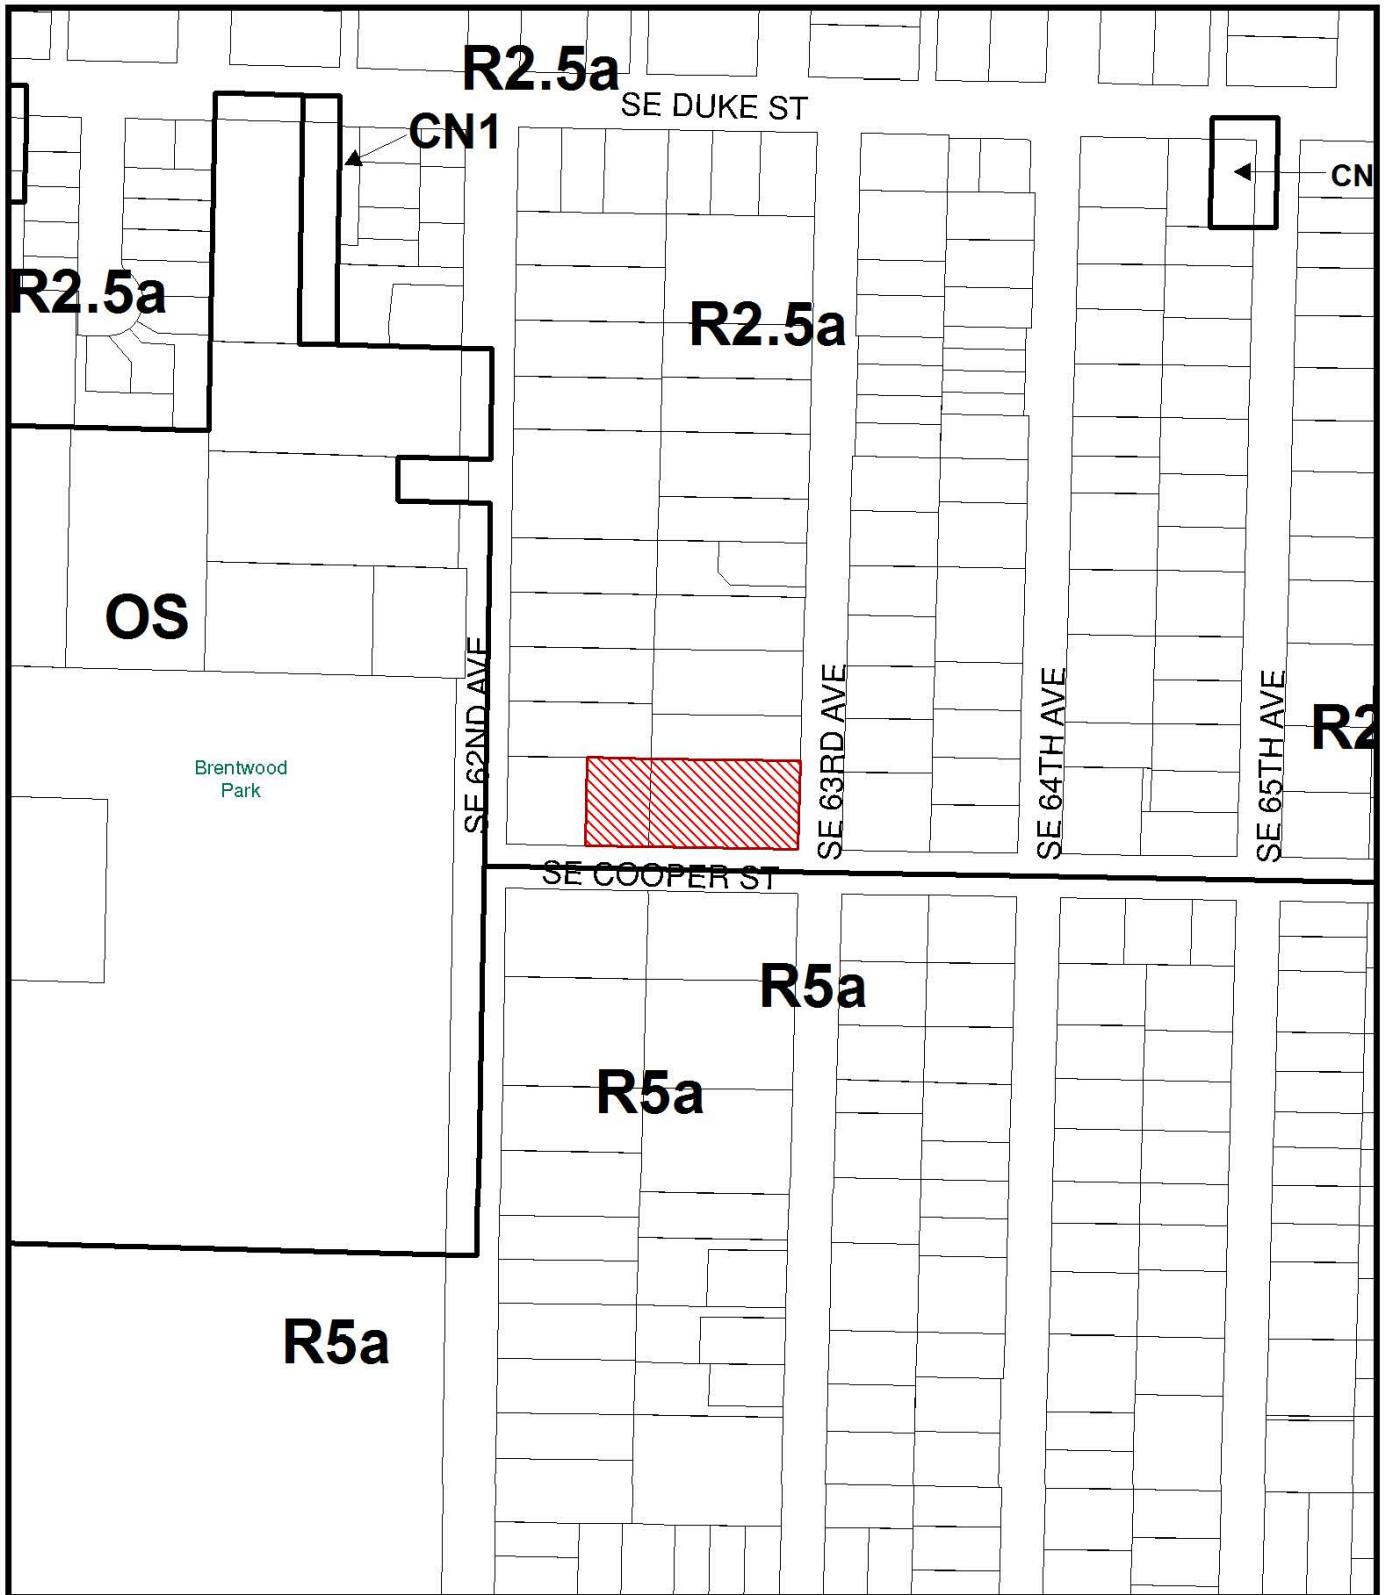 R2.5a
SE DUKE ST
CN1
CN
R2.5a
R2.5a
OS
SE 62ND AVE
SE 63RD AVE
SE 64TH AVE
SE 65TH AVE
R2
Brentwood
Park
SE COOPER ST
R5a
R5a
R5a